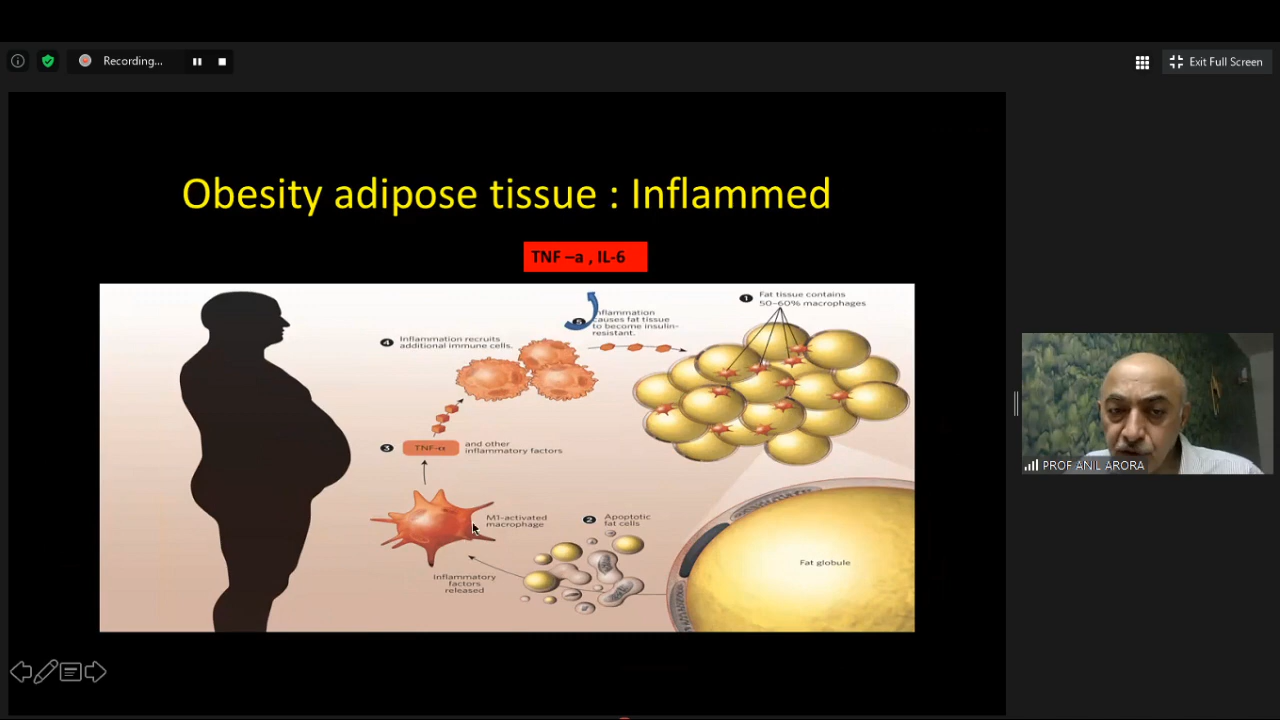 Recording...
Exit Full Screen
Obesity adipose tissue : Inflammed
TNF –a , IL-6
1 Fat tissue contains
50–60% macrophages
5 Inflammation
causes fat tissue
to become insulin-
resistant.
4 Inflammation recruits
additional immune cells.
3 TNF-α and other
inflammatory factors
M1-activated
macrophage
2 Apoptotic
fat cells
Inflammatory
factors
released
Fat globule
PROF ANIL ARORA